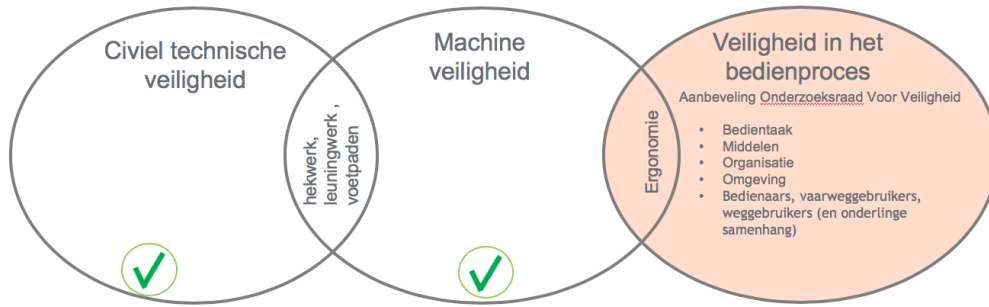 Civiel technische
veiligheid
hekwerk,
leuningwerk ,
voetpaden
Machine
veiligheid
Ergonomie
Veiligheid in het
bedienproces
Aanbeveling Onderzoeksraad Voor Veiligheid
• Bedientaak
• Middelen
• Organisatie
• Omgeving
• Bedienaars, vaarweggebruikers,
weggebruikers (en onderlinge
samenhang)